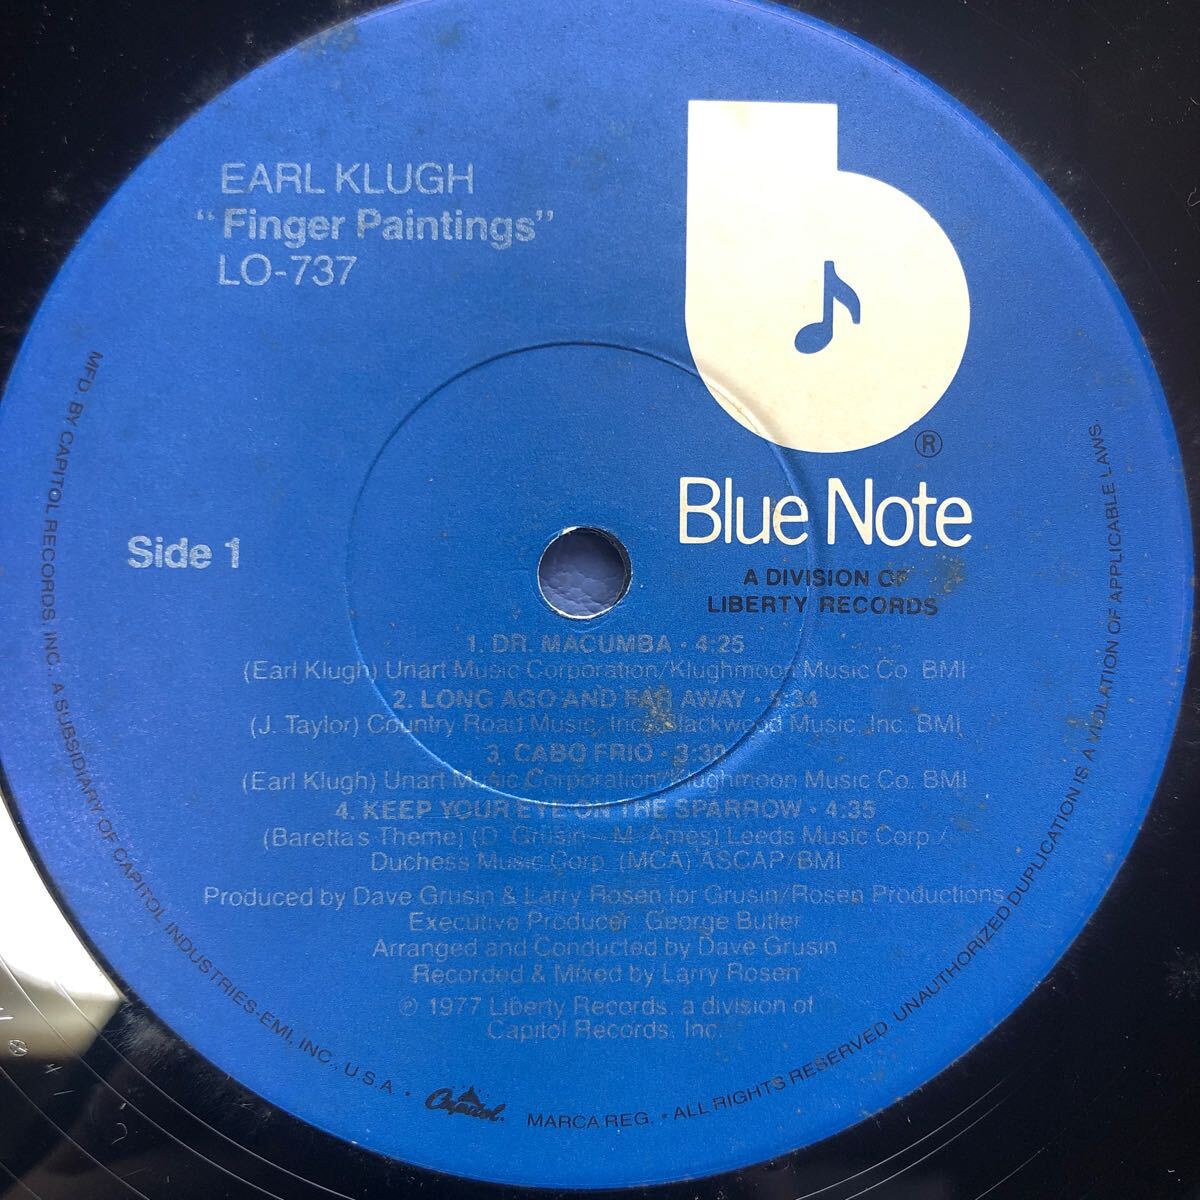 EARL KLUGH
"Finger Paintings"
LO-737
®
Blue Note
A DIVISION OF
LIBERTY RECORDS
Side 1
1. DR. MACUMBA • 4:25
(Earl Klugh) Unart Music Corporation/Klughmoon Music Co. BMI
2. LONG AGO AND FAR AWAY • :34
(J. Taylor) Country Road Music, Inc./Blackwood Music, Inc. BMI
3. CABO FRIO • 3:30
(Earl Klugh) Unart Music Corporation/Klughmoon Music Co. BMI
4. KEEP YOUR EYE ON THE SPARROW • 4:35
(Baretta's Theme) (D. Grusin—M. Ames) Leeds Music Corp /
Duchess Music Corp. (MCA) ASCAP/BMI
Produced by Dave Grusin & Larry Rosen for Grusin/Rosen Productions
Executive Producer: George Butler
Arranged and Conducted by Dave Grusin
Recorded & Mixed by Larry Rosen
℗ 1977 Liberty Records, a division of
Capitol Records, Inc.
MFD. BY CAPITOL RECORDS, INC. A SUBSIDIARY OF CAPITOL INDUSTRIES-EMI, INC., U.S.A. • Capitol. MARCA REG. • ALL RIGHTS RESERVED. UNAUTHORIZED DUPLICATION IS A VIOLATION OF APPLICABLE LAWS.